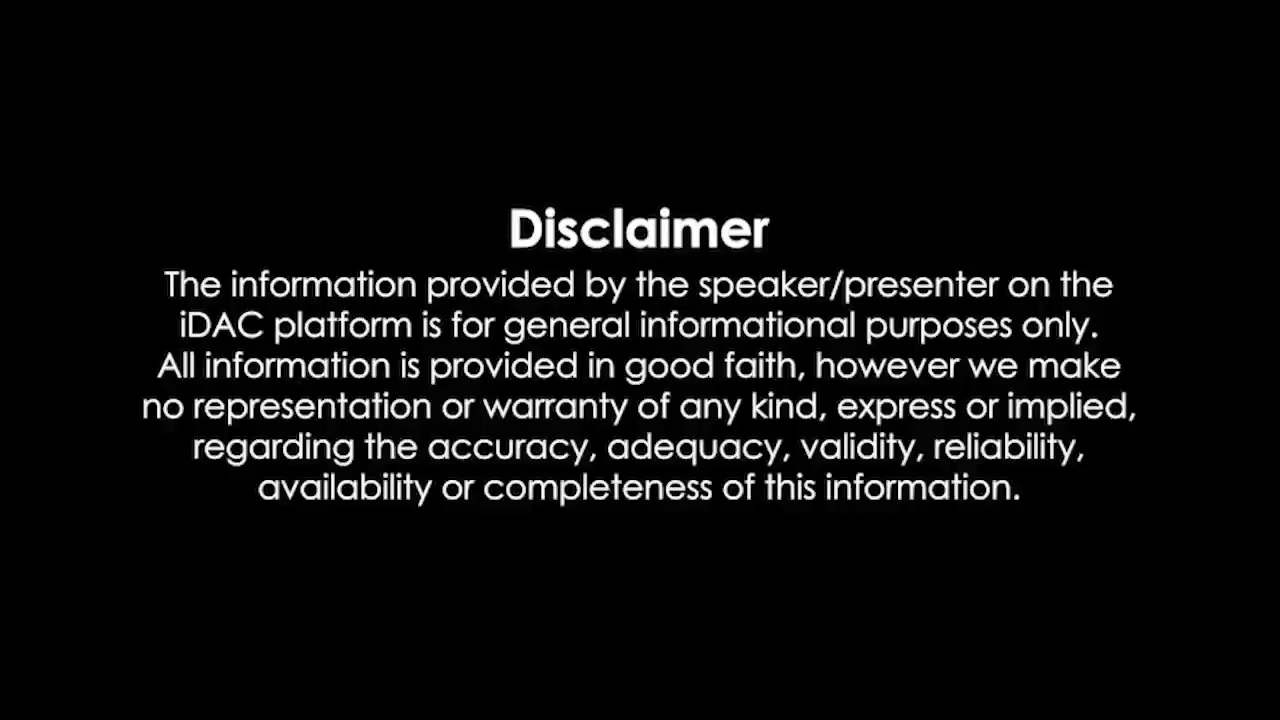 Disclaimer
The information provided by the speaker/presenter on the
iDAC platform is for general informational purposes only.
All information is provided in good faith, however we make
no representation or warranty of any kind, express or implied,
regarding the accuracy, adequacy, validity, reliability,
availability or completeness of this information.